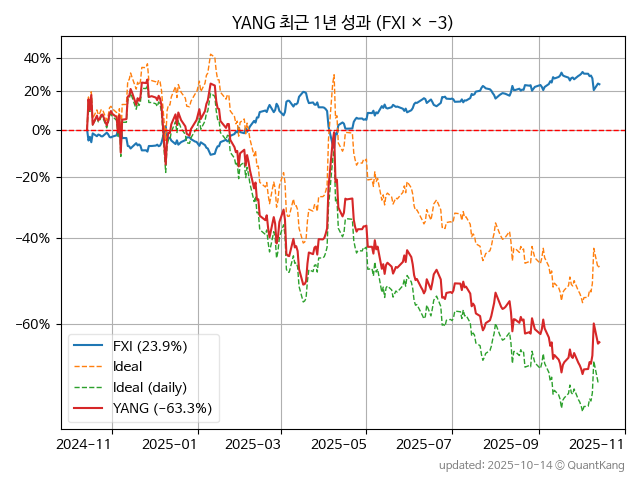 YANG 최근 1년 성과 (FXI × −3)
40%
20%
0%
−20%
−40%
−60%
FXI (23.9%)
Ideal
Ideal (daily)
YANG (−63.3%)
2024-11 2025-01 2025-03 2025-05 2025-07 2025-09 2025-11
updated: 2025-10-14 © QuantKang